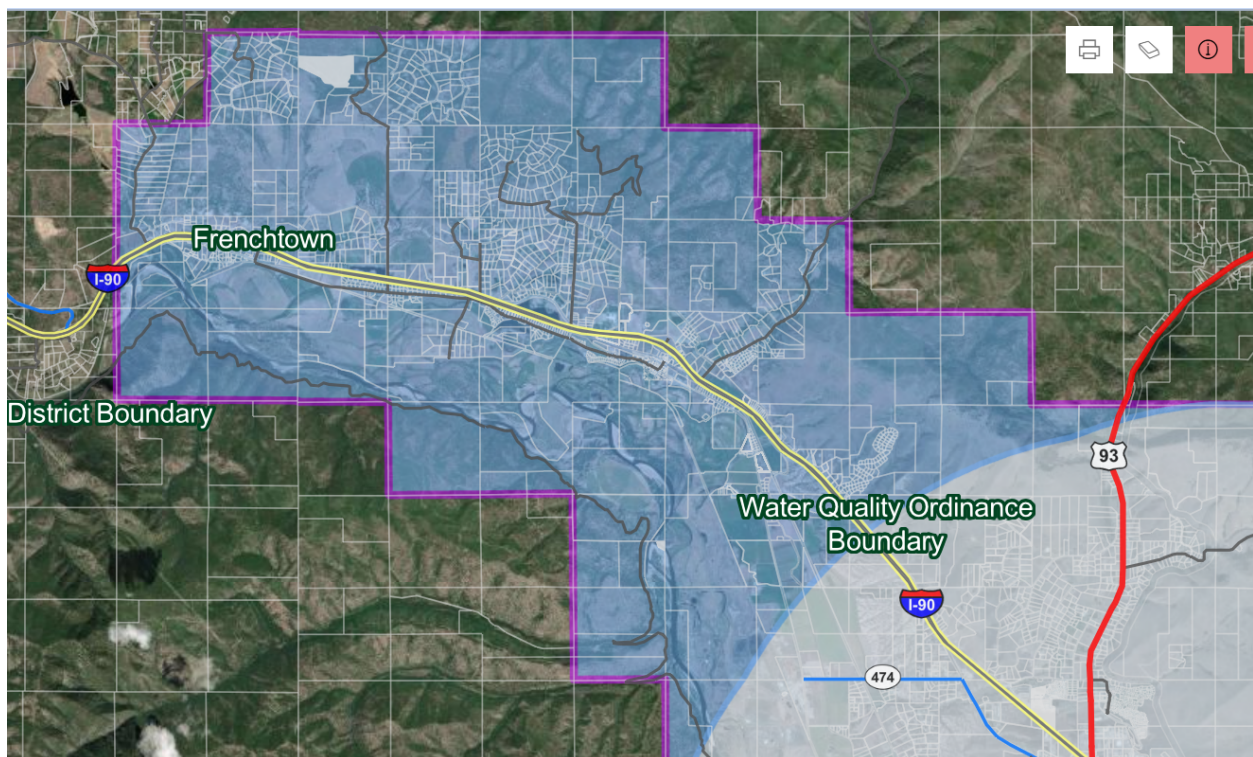 Frenchtown
I-90
District Boundary
93
Water Quality Ordinance
Boundary
I-90
474